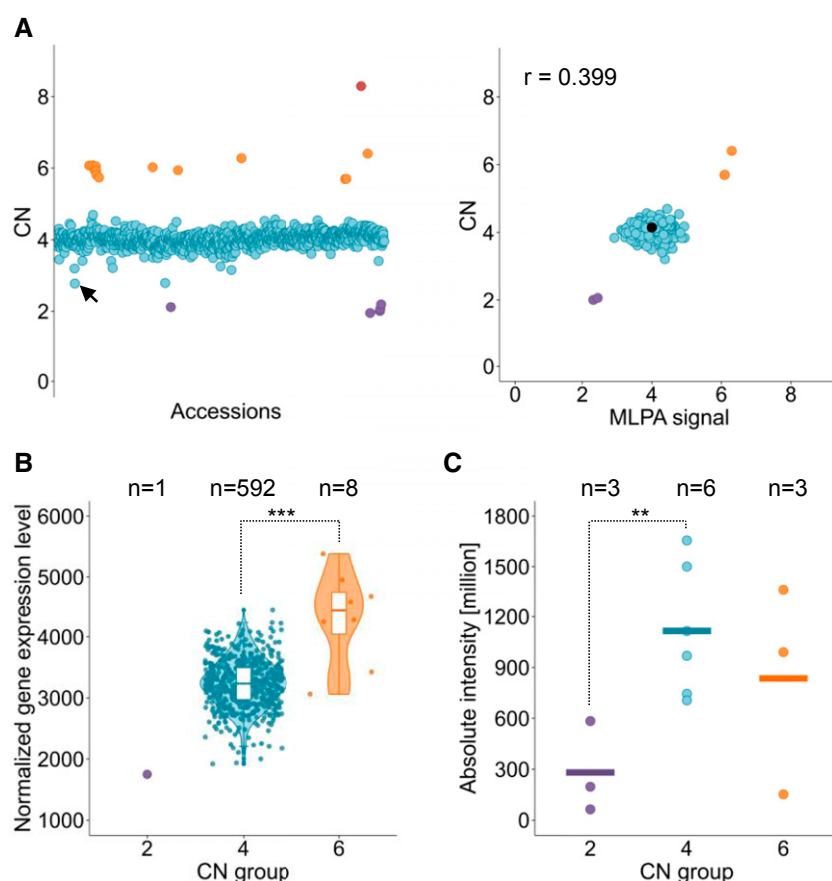 A
CN
8
6
4
2
0
Accessions
r = 0.399
CN
8
6
4
2
0
0 2 4 6 8
MLPA signal
B
n=1 n=592 n=8
***
Normalized gene expression level
6000
5000
4000
3000
2000
1000
2 4 6
CN group
C
n=3 n=6 n=3
**
Absolute intensity [million]
1800
1500
1200
900
600
300
0
2 4 6
CN group